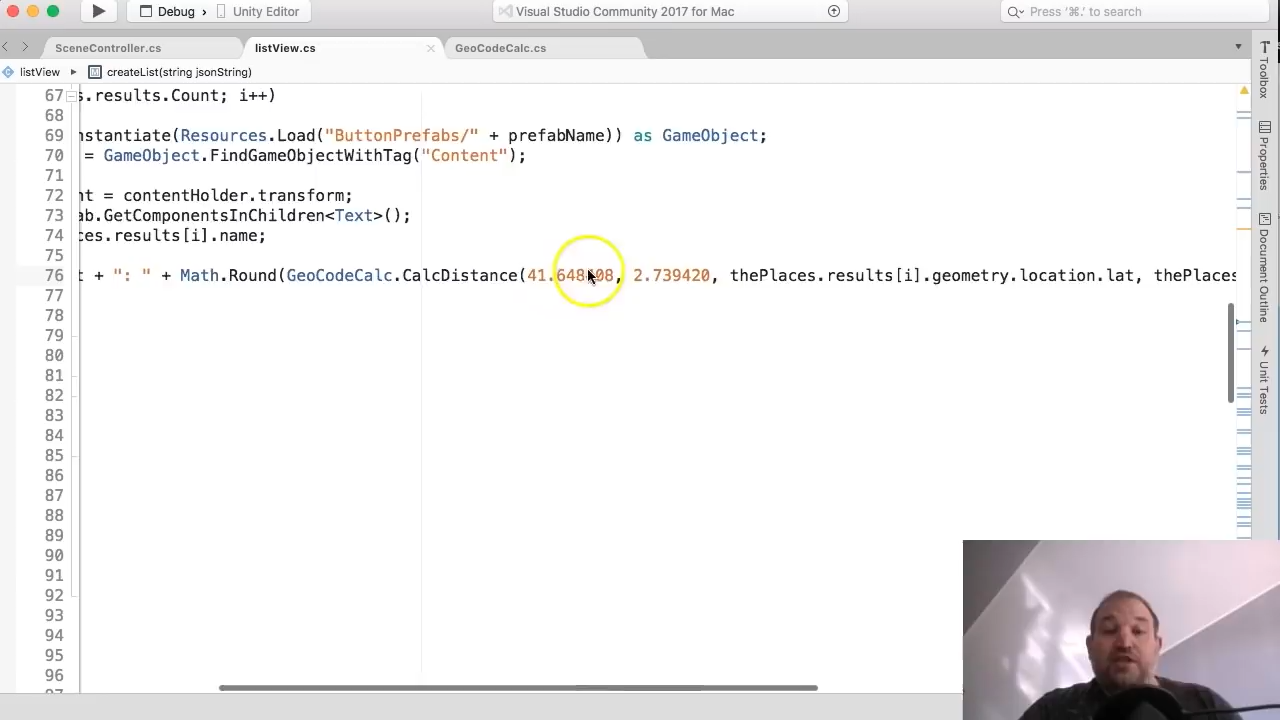 Debug › Unity Editor
Visual Studio Community 2017 for Mac
Press '⌘.' to search
SceneController.cs
listView.cs
GeoCodeCalc.cs
listView ▸ createList(string jsonString)
67 s.results.Count; i++)
68
69 nstantiate(Resources.Load("ButtonPrefabs/" + prefabName)) as GameObject;
70 = GameObject.FindGameObjectWithTag("Content");
71
72 nt = contentHolder.transform;
73 ab.GetComponentsInChildren<Text>();
74 ces.results[i].name;
75
76 t + ": " + Math.Round(GeoCodeCalc.CalcDistance( 2.739420, thePlaces.results[i].geometry.location.lat, thePlaces
77
78
79
80
81
82
83
84
85
86
87
88
89
90
91
92
93
94
95
96
Toolbox
Properties
Document Outline
Unit Tests